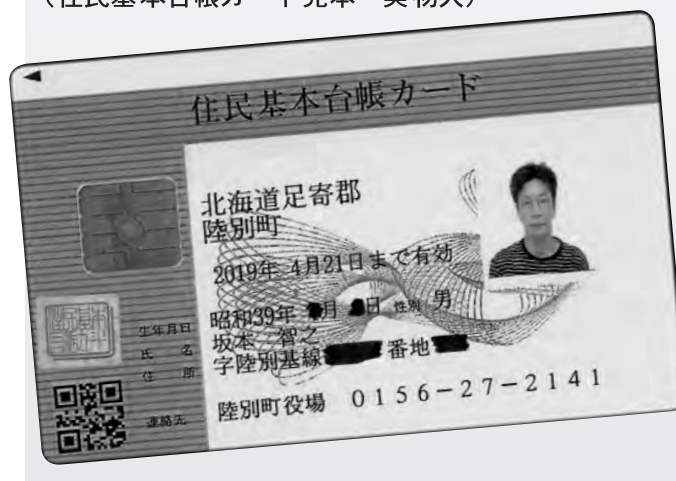 （住民基本台帳カード見本 実物大）
住民基本台帳カード
北海道足寄郡
陸別町
2019年 4月21日まで有効
生年月日 昭和39年 月 日 性別 男
氏 名 坂本 智之
住 所 字陸別基線 番地
連絡先 陸別町役場 0156-27-2141